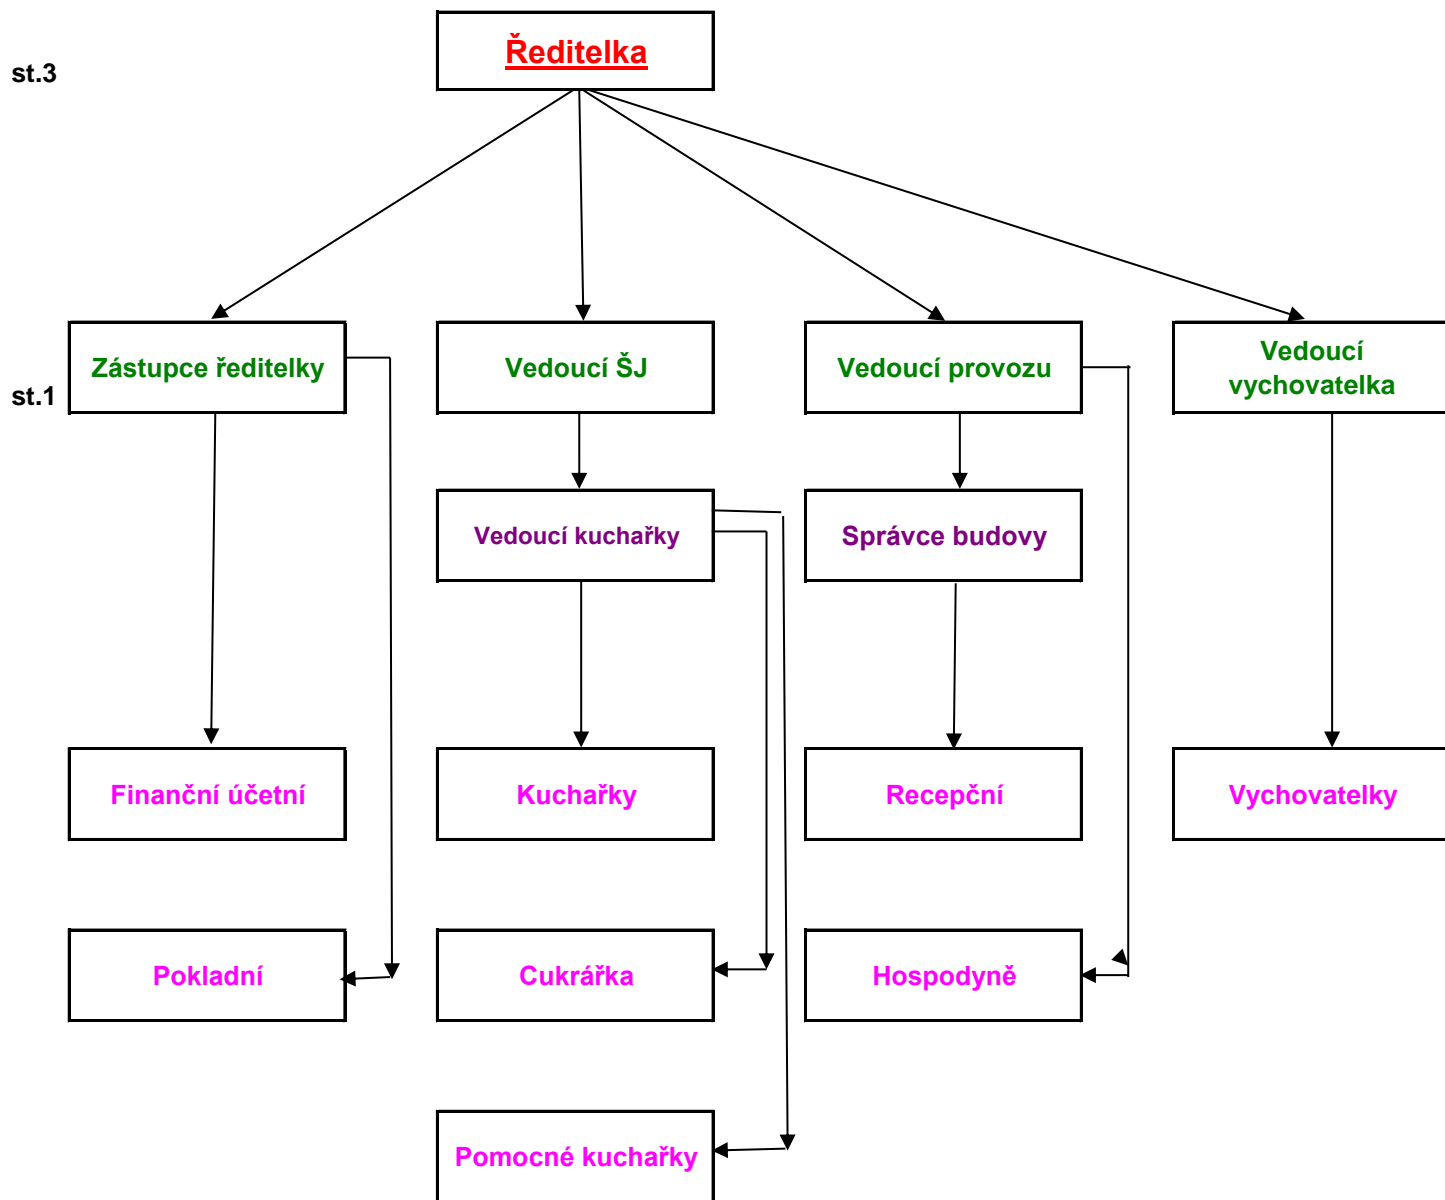 Ředitelka
st.3
Zástupce ředitelky
Vedoucí ŠJ
Vedoucí provozu
Vedoucí
vychovatelka
st.1
Vedoucí kuchařky
Správce budovy
Finanční účetní
Kuchařky
Recepční
Vychovatelky
Pokladní
Cukrářka
Hospodyně
Pomocné kuchařky